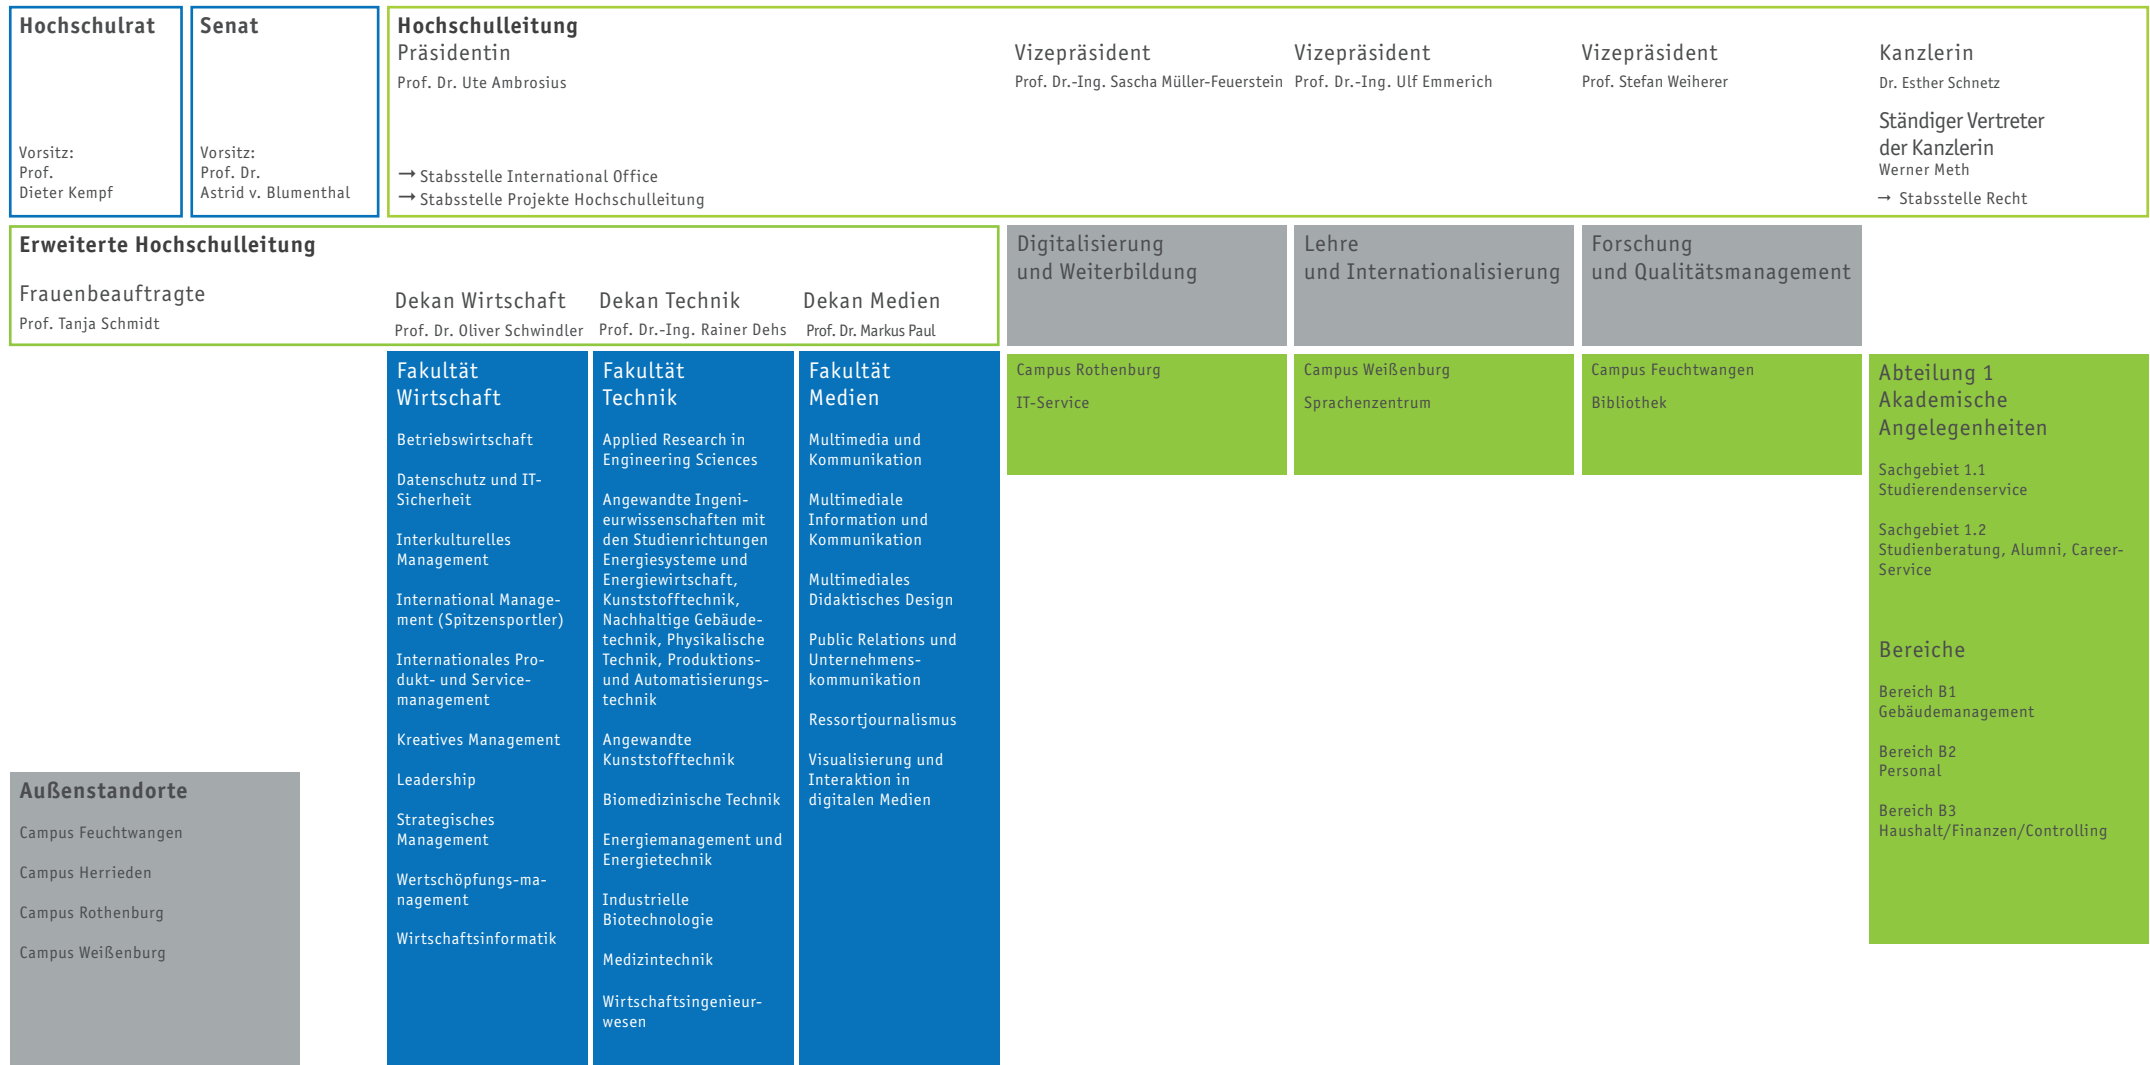 Hochschulrat
Vorsitz:
Prof.
Dieter Kempf
Senat
Vorsitz:
Prof. Dr.
Astrid v. Blumenthal
Hochschulleitung
Präsidentin
Prof. Dr. Ute Ambrosius
→ Stabsstelle International Office
→ Stabsstelle Projekte Hochschulleitung
Vizepräsident
Prof. Dr.-Ing. Sascha Müller-Feuerstein
Vizepräsident
Prof. Dr.-Ing. Ulf Emmerich
Vizepräsident
Prof. Stefan Weiherer
Kanzlerin
Dr. Esther Schnetz
Ständiger Vertreter
der Kanzlerin
Werner Meth
→ Stabsstelle Recht
Erweiterte Hochschulleitung
Frauenbeauftragte
Prof. Tanja Schmidt
Dekan Wirtschaft
Prof. Dr. Oliver Schwindler
Dekan Technik
Prof. Dr.-Ing. Rainer Dehs
Dekan Medien
Prof. Dr. Markus Paul
Digitalisierung
und Weiterbildung
Lehre
und Internationalisierung
Forschung
und Qualitätsmanagement
Fakultät
Wirtschaft
Betriebswirtschaft
Datenschutz und IT-
Sicherheit
Interkulturelles
Management
International Manage-
ment (Spitzensportler)
Internationales Pro-
dukt- und Service-
management
Kreatives Management
Leadership
Strategisches
Management
Wertschöpfungs-ma-
nagement
Wirtschaftsinformatik
Fakultät
Technik
Applied Research in
Engineering Sciences
Angewandte Ingeni-
eurwissenschaften mit
den Studienrichtungen
Energiesysteme und
Energiewirtschaft,
Kunststofftechnik,
Nachhaltige Gebäude-
technik, Physikalische
Technik, Produktions-
und Automatisierungs-
technik
Angewandte
Kunststofftechnik
Biomedizinische Technik
Energiemanagement und
Energietechnik
Industrielle
Biotechnologie
Medizintechnik
Wirtschaftsingenieur-
wesen
Fakultät
Medien
Multimedia und
Kommunikation
Multimediale
Information und
Kommunikation
Multimediales
Didaktisches Design
Public Relations und
Unternehmens-
kommunikation
Ressortjournalismus
Visualisierung und
Interaktion in
digitalen Medien
Campus Rothenburg
IT-Service
Campus Weißenburg
Sprachenzentrum
Campus Feuchtwangen
Bibliothek
Abteilung 1
Akademische
Angelegenheiten
Sachgebiet 1.1
Studierendenservice
Sachgebiet 1.2
Studienberatung, Alumni, Career-
Service
Bereiche
Bereich B1
Gebäudemanagement
Bereich B2
Personal
Bereich B3
Haushalt/Finanzen/Controlling
Außenstandorte
Campus Feuchtwangen
Campus Herrieden
Campus Rothenburg
Campus Weißenburg